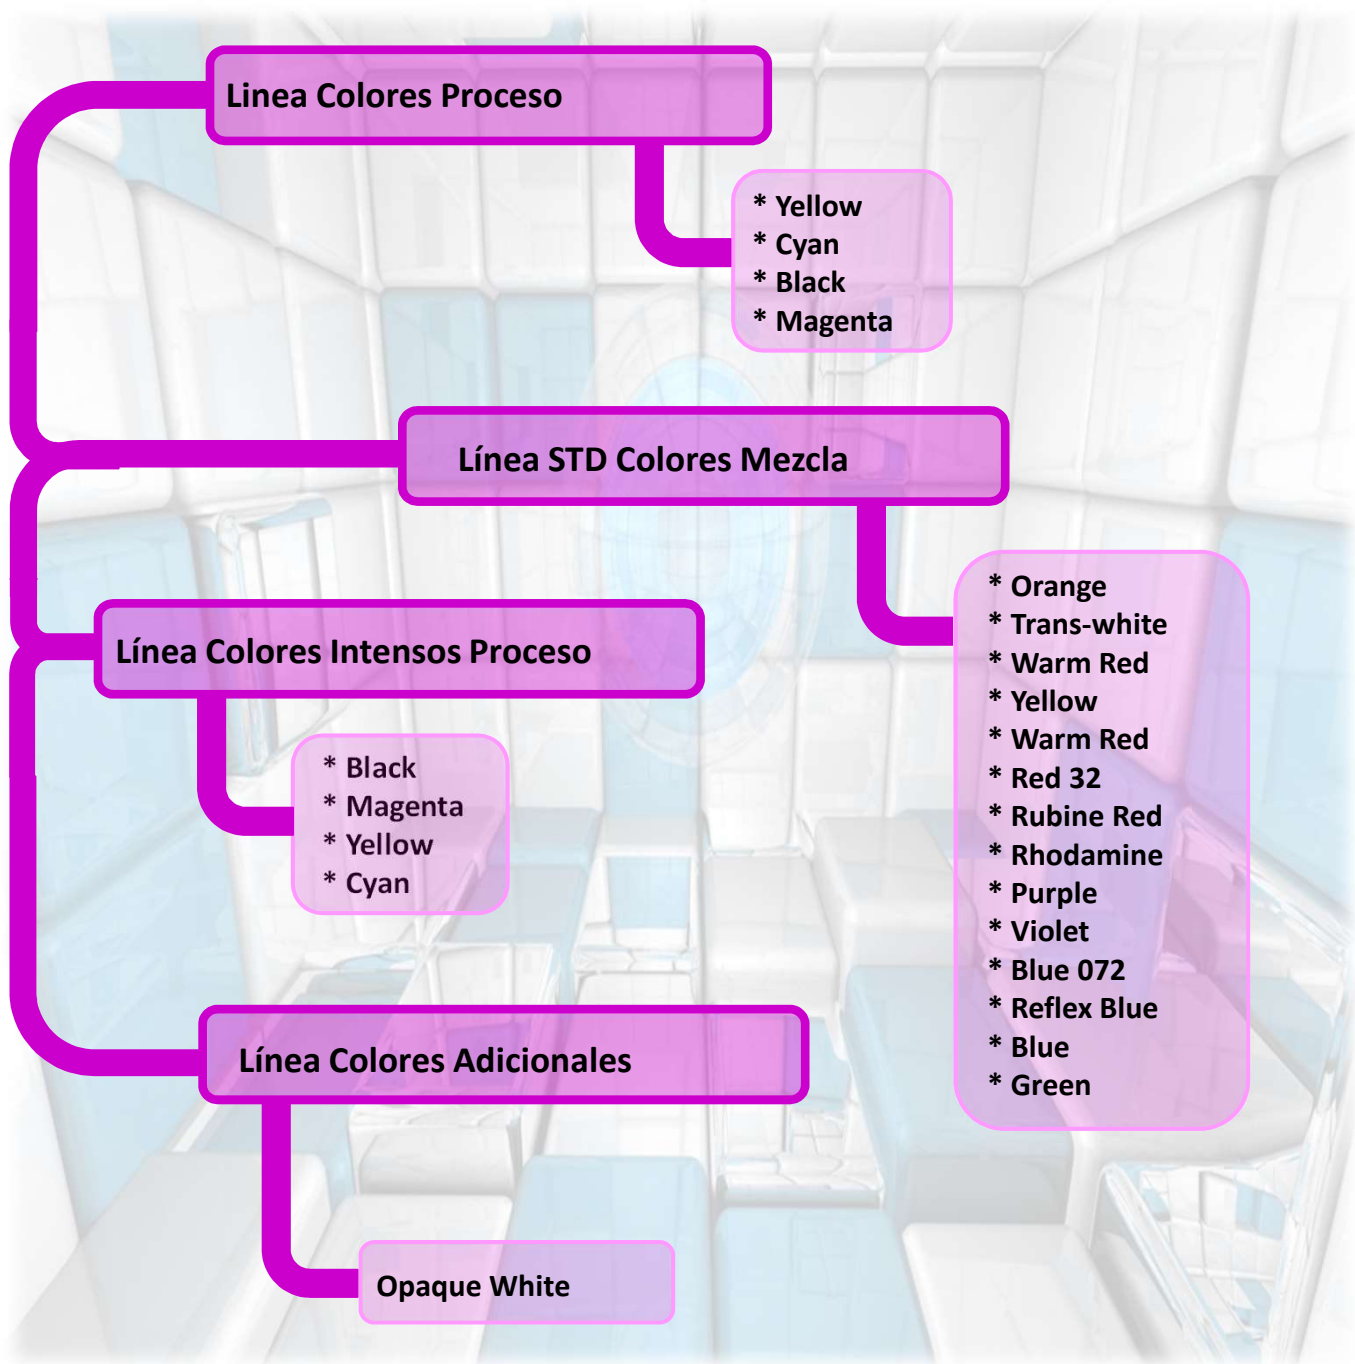 Linea Colores Proceso
* Yellow
* Cyan
* Black
* Magenta
Línea STD Colores Mezcla
* Orange
* Trans-white
* Warm Red
* Yellow
* Warm Red
* Red 32
* Rubine Red
* Rhodamine
* Purple
* Violet
* Blue 072
* Reflex Blue
* Blue
* Green
Línea Colores Intensos Proceso
* Black
* Magenta
* Yellow
* Cyan
Línea Colores Adicionales
Opaque White